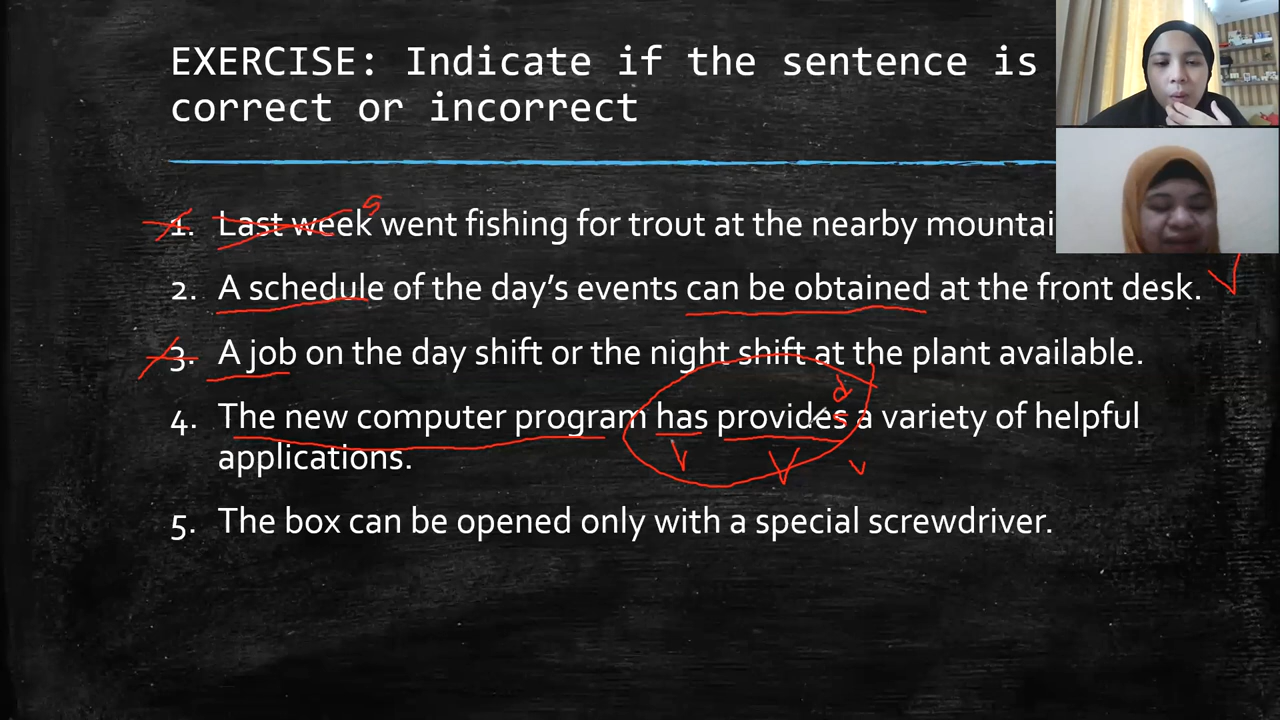 EXERCISE: Indicate if the sentence is
correct or incorrect
s
1. Last week went fishing for trout at the nearby mountai
2. A schedule of the day's events can be obtained at the front desk.
3. A job on the day shift or the night shift at the plant available.
d
4. The new computer program has provides a variety of helpful
V V v
applications.
5. The box can be opened only with a special screwdriver.